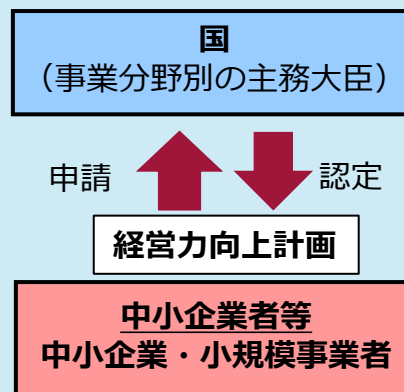 国
（事業分野別の主務大臣）
申請
認定
経営力向上計画
中小企業者等
中小企業・小規模事業者